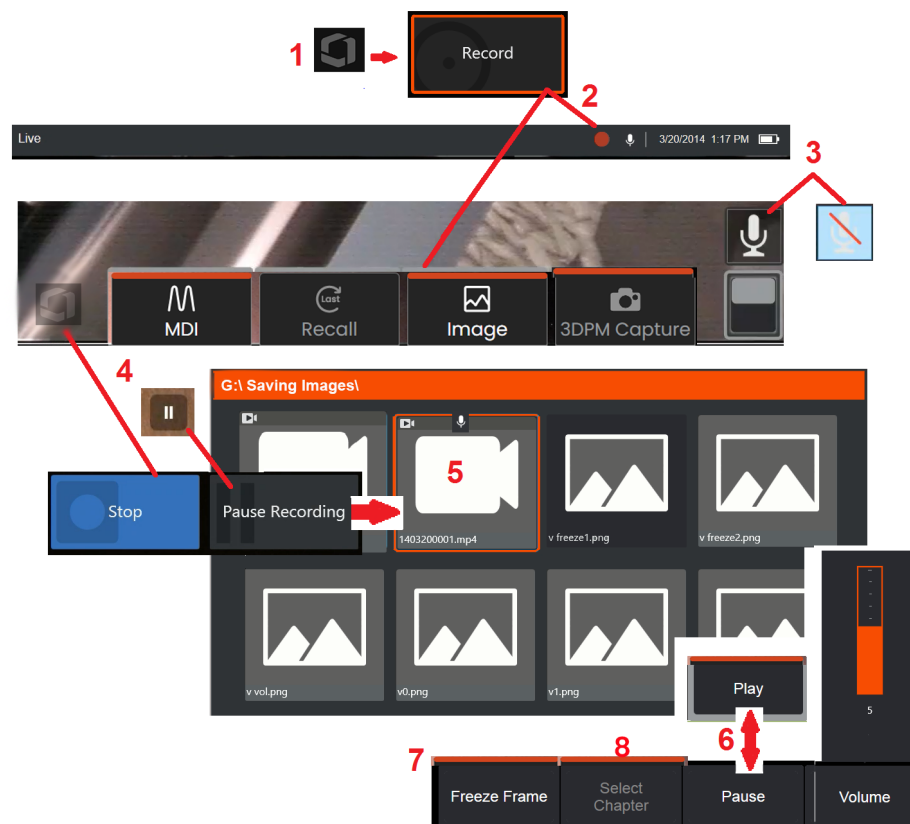 1
Record
2
Live
3/20/2014 1:17 PM
3
MDI
Last
Recall
Image
3DPM Capture
4
G:\ Saving Images\
5
Stop
Pause Recording
1403200001.mp4
v freeze1.png
v freeze2.png
v vol.png
v0.png
v1.png
Play
5
6
7
8
Freeze Frame
Select
Chapter
Pause
Volume